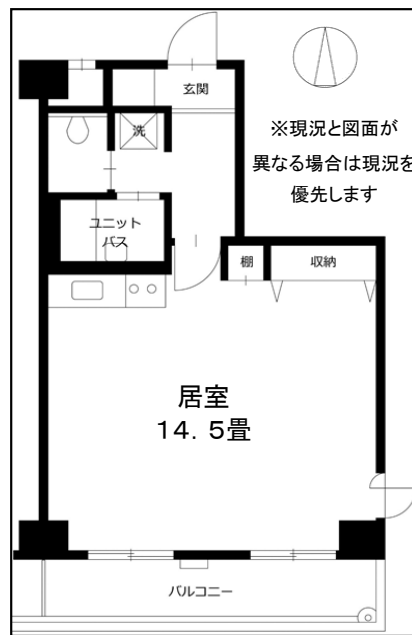 玄関
洗
※現況と図面が
異なる場合は現況を
優先します
ユニット
バス
棚
収納
居室
14．5畳
バルコニー